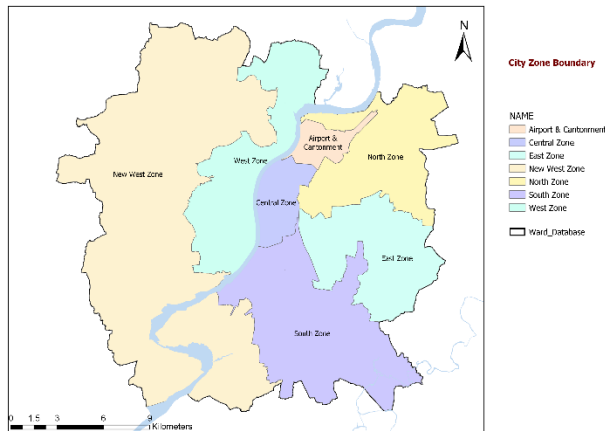 N
City Zone Boundary
NAME
Airport & Cantonment
Central Zone
East Zone
New West Zone
North Zone
South Zone
West Zone
Ward_Database
Airport &
Cantonment
West Zone
North Zone
New West Zone
Central Zone
East Zone
South Zone
0 1.5 3 6 9
Kilometers